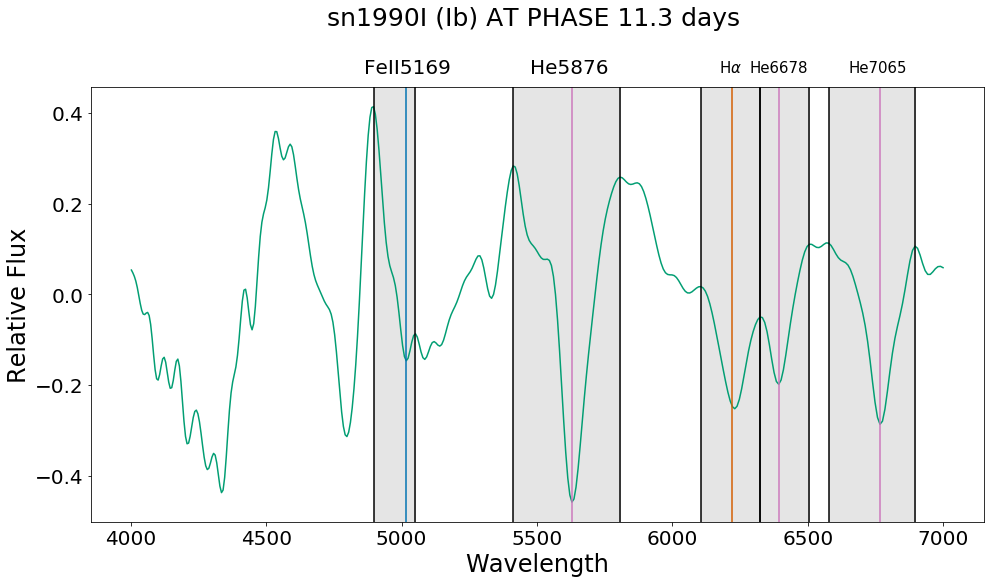 sn1990I (Ib) AT PHASE 11.3 days
FeII5169 He5876 Hα He6678 He7065
0.4
0.2
0.0
−0.2
−0.4
Relative Flux
4000 4500 5000 5500 6000 6500 7000
Wavelength